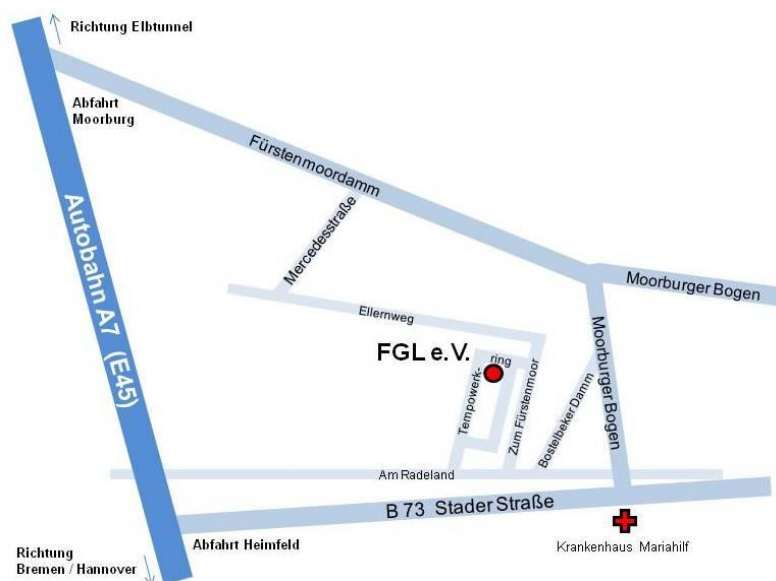 Richtung Elbtunnel
Abfahrt
Moorburg
Fürstenmoordamm
Autobahn A7 (E45)
Mercedesstraße
Moorburger Bogen
Ellernweg
Moorburger Bogen
FGL e.V.
ring
Tempowerk-
Zum Fürstenmoor
Bostelbeker Damm
Am Radeland
B 73 Stader Straße
Abfahrt Heimfeld
Krankenhaus Mariahilf
Richtung
Bremen / Hannover